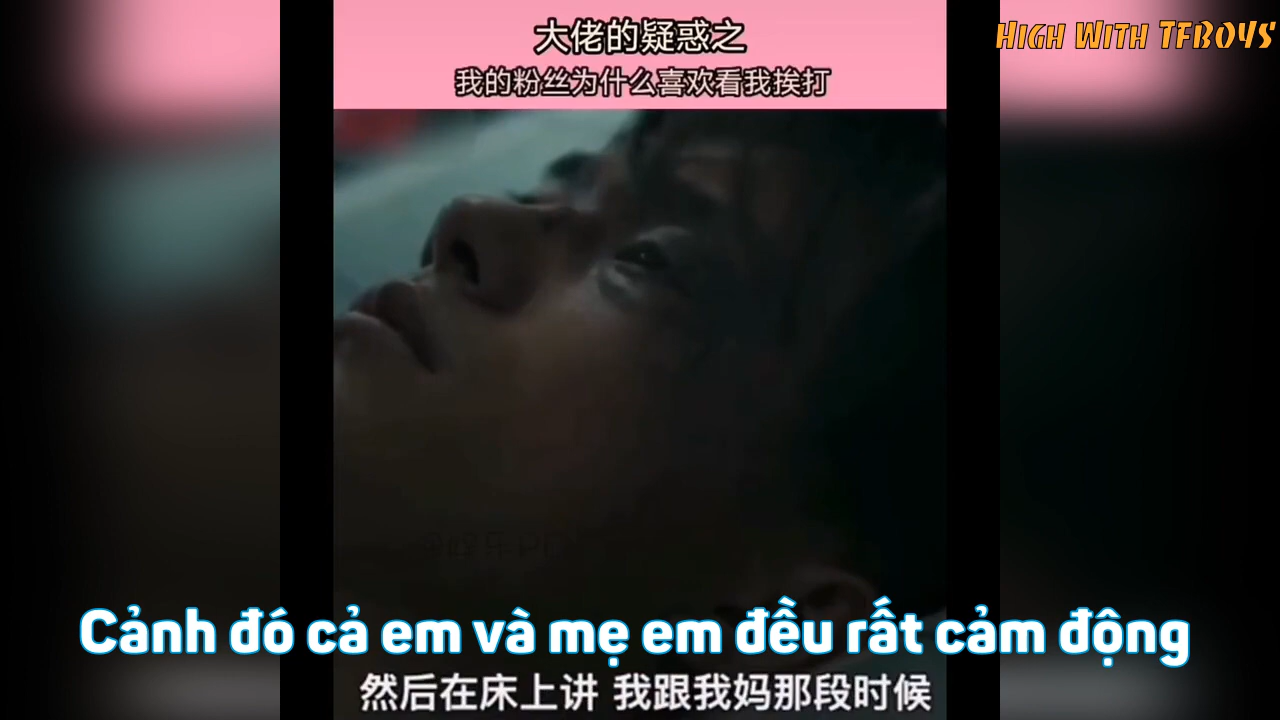 大佬的疑惑之
High With TFBOYS
我的粉丝为什么喜欢看我挨打
Cảnh đó cả em và mẹ em đều rất cảm động
然后在床上讲 我跟我妈那段时候